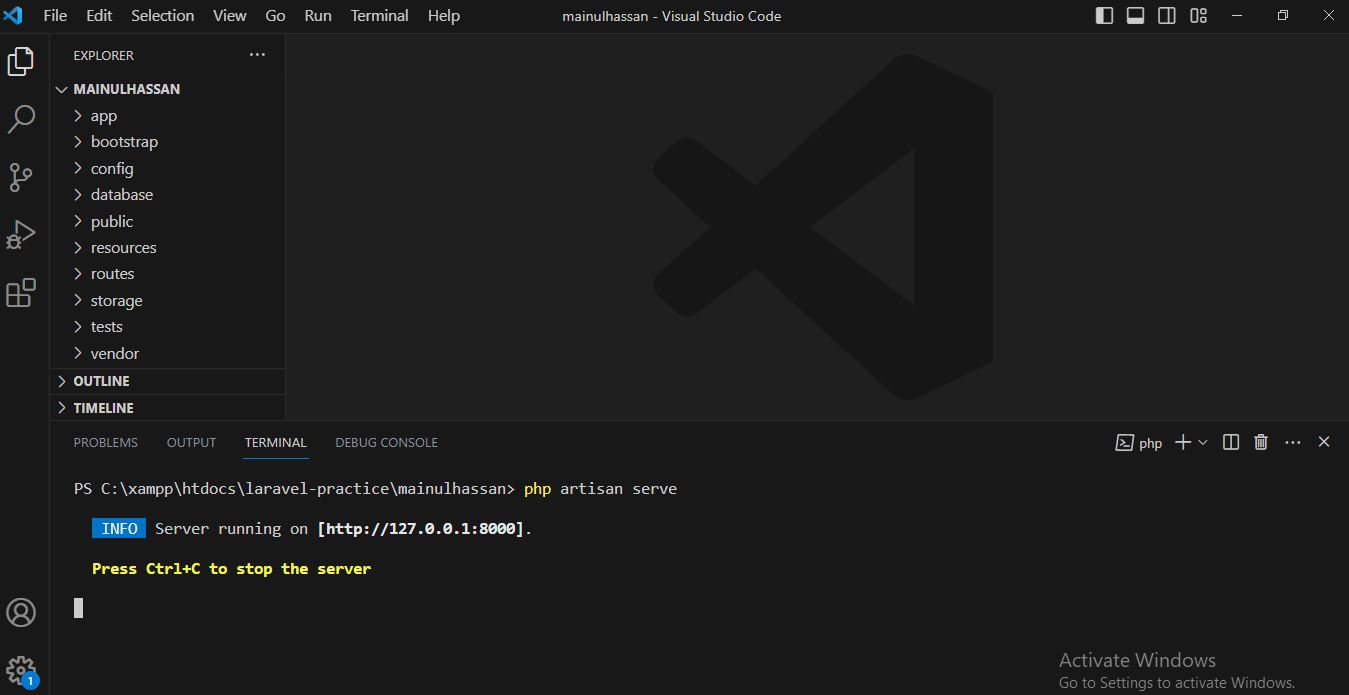 File Edit Selection View Go Run Terminal Help
mainulhassan - Visual Studio Code
EXPLORER
MAINULHASSAN
app
bootstrap
config
database
public
resources
routes
storage
tests
vendor
OUTLINE
TIMELINE
PROBLEMS OUTPUT TERMINAL DEBUG CONSOLE
php
PS C:\xampp\htdocs\laravel-practice\mainulhassan> php artisan serve
INFO Server running on [http://127.0.0.1:8000].
Press Ctrl+C to stop the server
1
Activate Windows
Go to Settings to activate Windows.